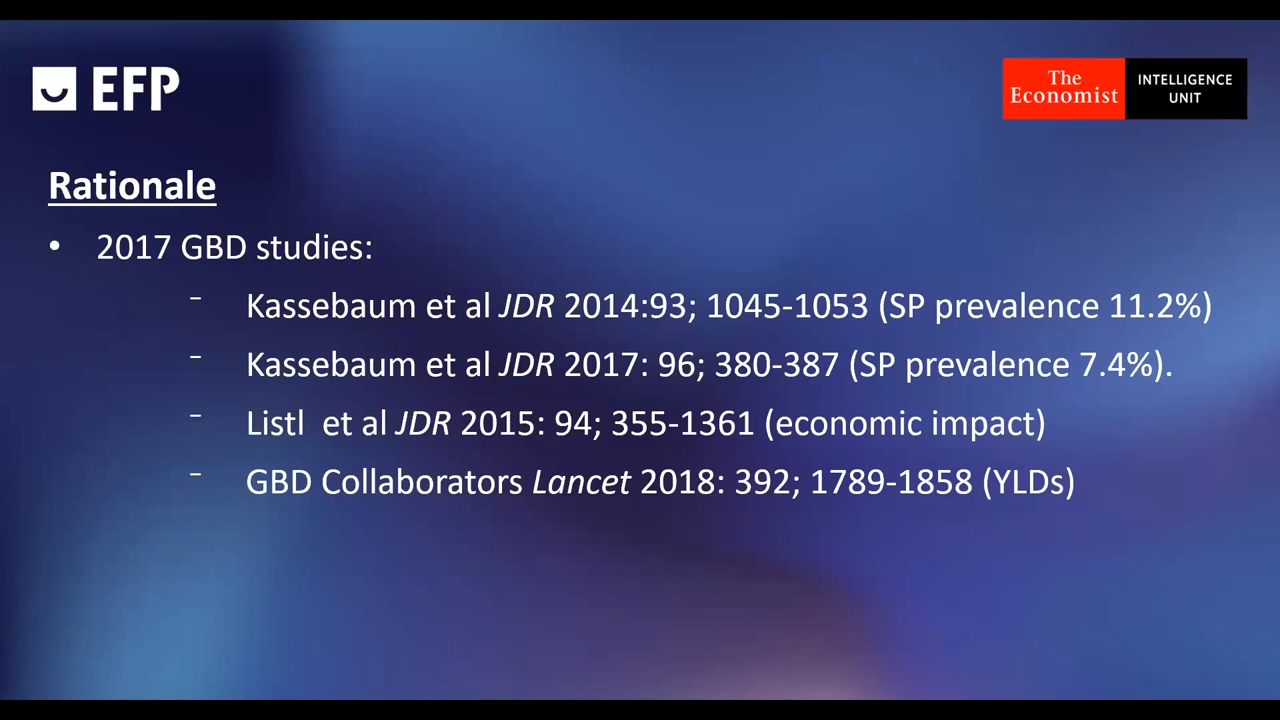 EFP
The
Economist
INTELLIGENCE
UNIT
Rationale
• 2017 GBD studies:
⁻ Kassebaum et al JDR 2014:93; 1045-1053 (SP prevalence 11.2%)
⁻ Kassebaum et al JDR 2017: 96; 380-387 (SP prevalence 7.4%).
⁻ Listl  et al JDR 2015: 94; 355-1361 (economic impact)
⁻ GBD Collaborators Lancet 2018: 392; 1789-1858 (YLDs)